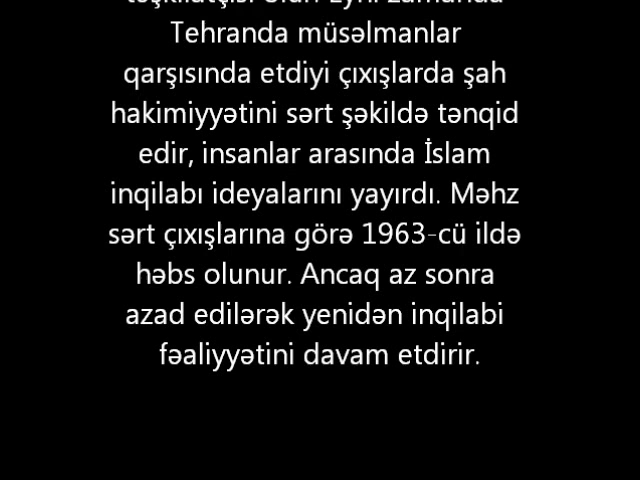 Tehranda müsəlmanlar
qarşısında etdiyi çıxışlarda şah
hakimiyyətini sərt şəkildə tənqid
edir, insanlar arasında İslam
inqilabı ideyalarını yayırdı. Məhz
sərt çıxışlarına görə 1963-cü ildə
həbs olunur. Ancaq az sonra
azad edilərək yenidən inqilabi
fəaliyyətini davam etdirir.